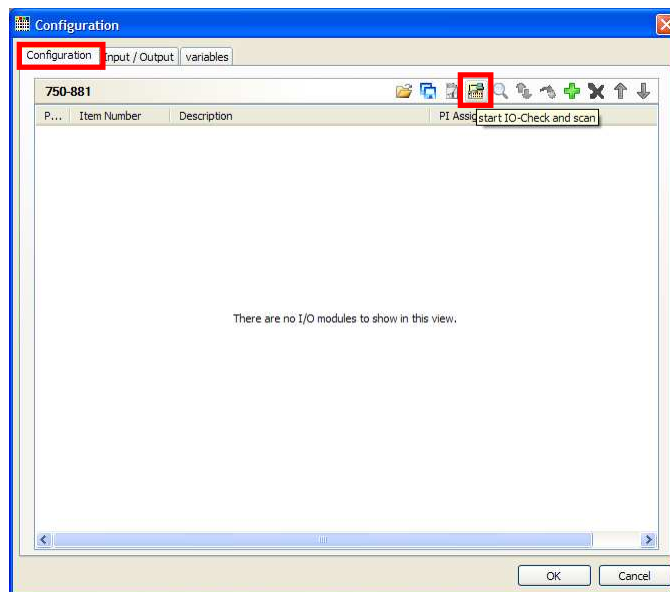 Configuration
Configuration Input / Output variables
750-881
P... Item Number Description PI Assig
start IO-Check and scan
There are no I/O modules to show in this view.
OK Cancel